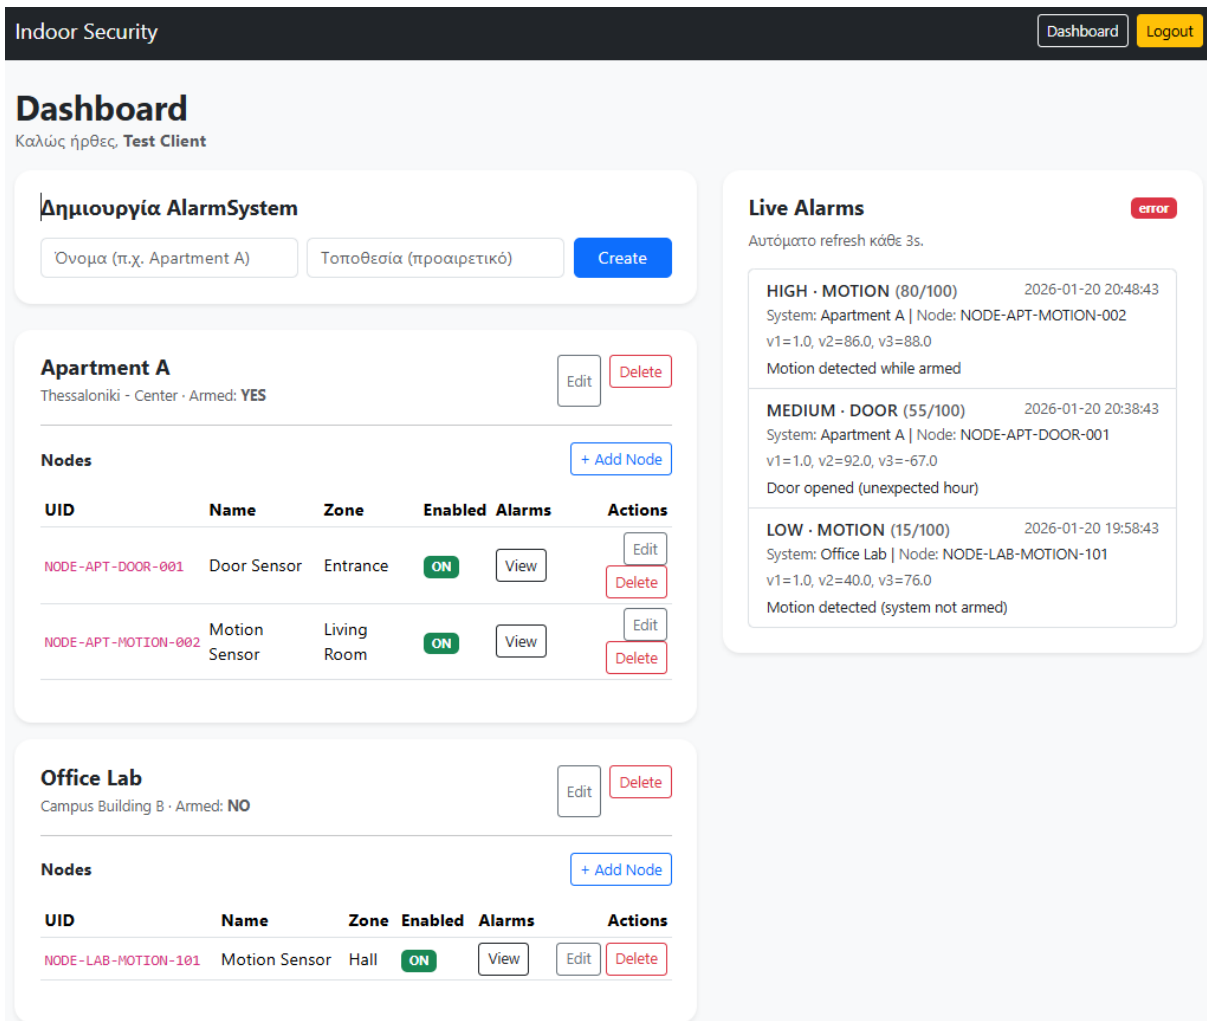 Indoor Security
Dashboard
Logout
Dashboard
Καλώς ήρθες, Test Client
Δημιουργία AlarmSystem
Όνομα (π.χ. Apartment A)
Τοποθεσία (προαιρετικό)
Create
Apartment A
Thessaloniki - Center · Armed: YES
Edit
Delete
Nodes
+ Add Node
UID Name Zone Enabled Alarms Actions
NODE-APT-DOOR-001 Door Sensor Entrance ON View Edit
Delete
NODE-APT-MOTION-002 Motion Sensor Living Room ON View Edit
Delete
Office Lab
Campus Building B · Armed: NO
Edit
Delete
Nodes
+ Add Node
UID Name Zone Enabled Alarms Actions
NODE-LAB-MOTION-101 Motion Sensor Hall ON View Edit Delete
Live Alarms
error
Αυτόματο refresh κάθε 3s.
HIGH · MOTION (80/100) 2026-01-20 20:48:43
System: Apartment A | Node: NODE-APT-MOTION-002
v1=1.0, v2=86.0, v3=88.0
Motion detected while armed
MEDIUM · DOOR (55/100) 2026-01-20 20:38:43
System: Apartment A | Node: NODE-APT-DOOR-001
v1=1.0, v2=92.0, v3=-67.0
Door opened (unexpected hour)
LOW · MOTION (15/100) 2026-01-20 19:58:43
System: Office Lab | Node: NODE-LAB-MOTION-101
v1=1.0, v2=40.0, v3=76.0
Motion detected (system not armed)